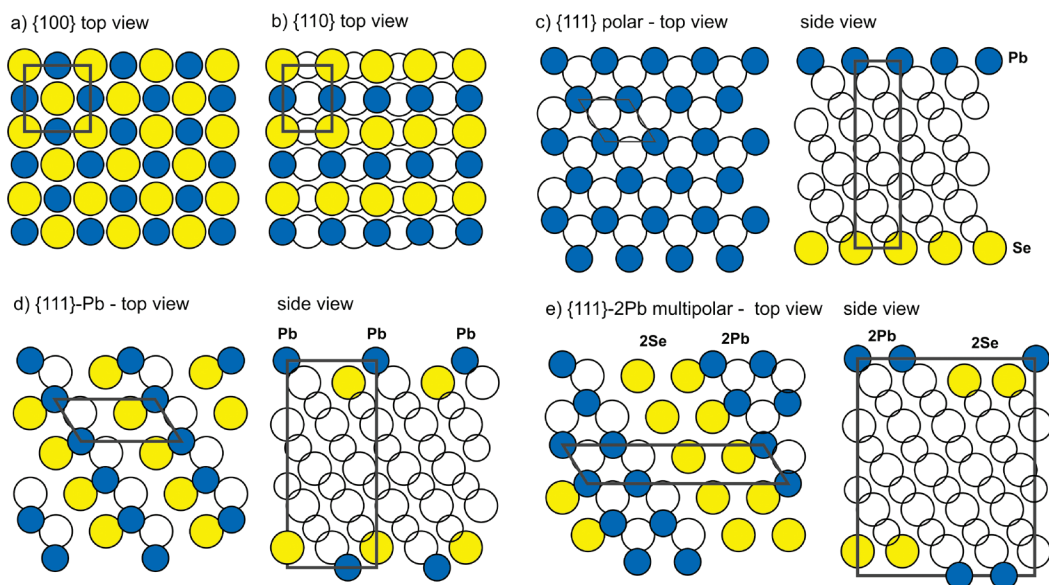 a) {100} top view
b) {110} top view
c) {111} polar - top view
side view
Pb
Se
d) {111}-Pb - top view
side view
Pb
Pb
Pb
e) {111}-2Pb multipolar - top view
side view
2Se
2Pb
2Pb
2Se